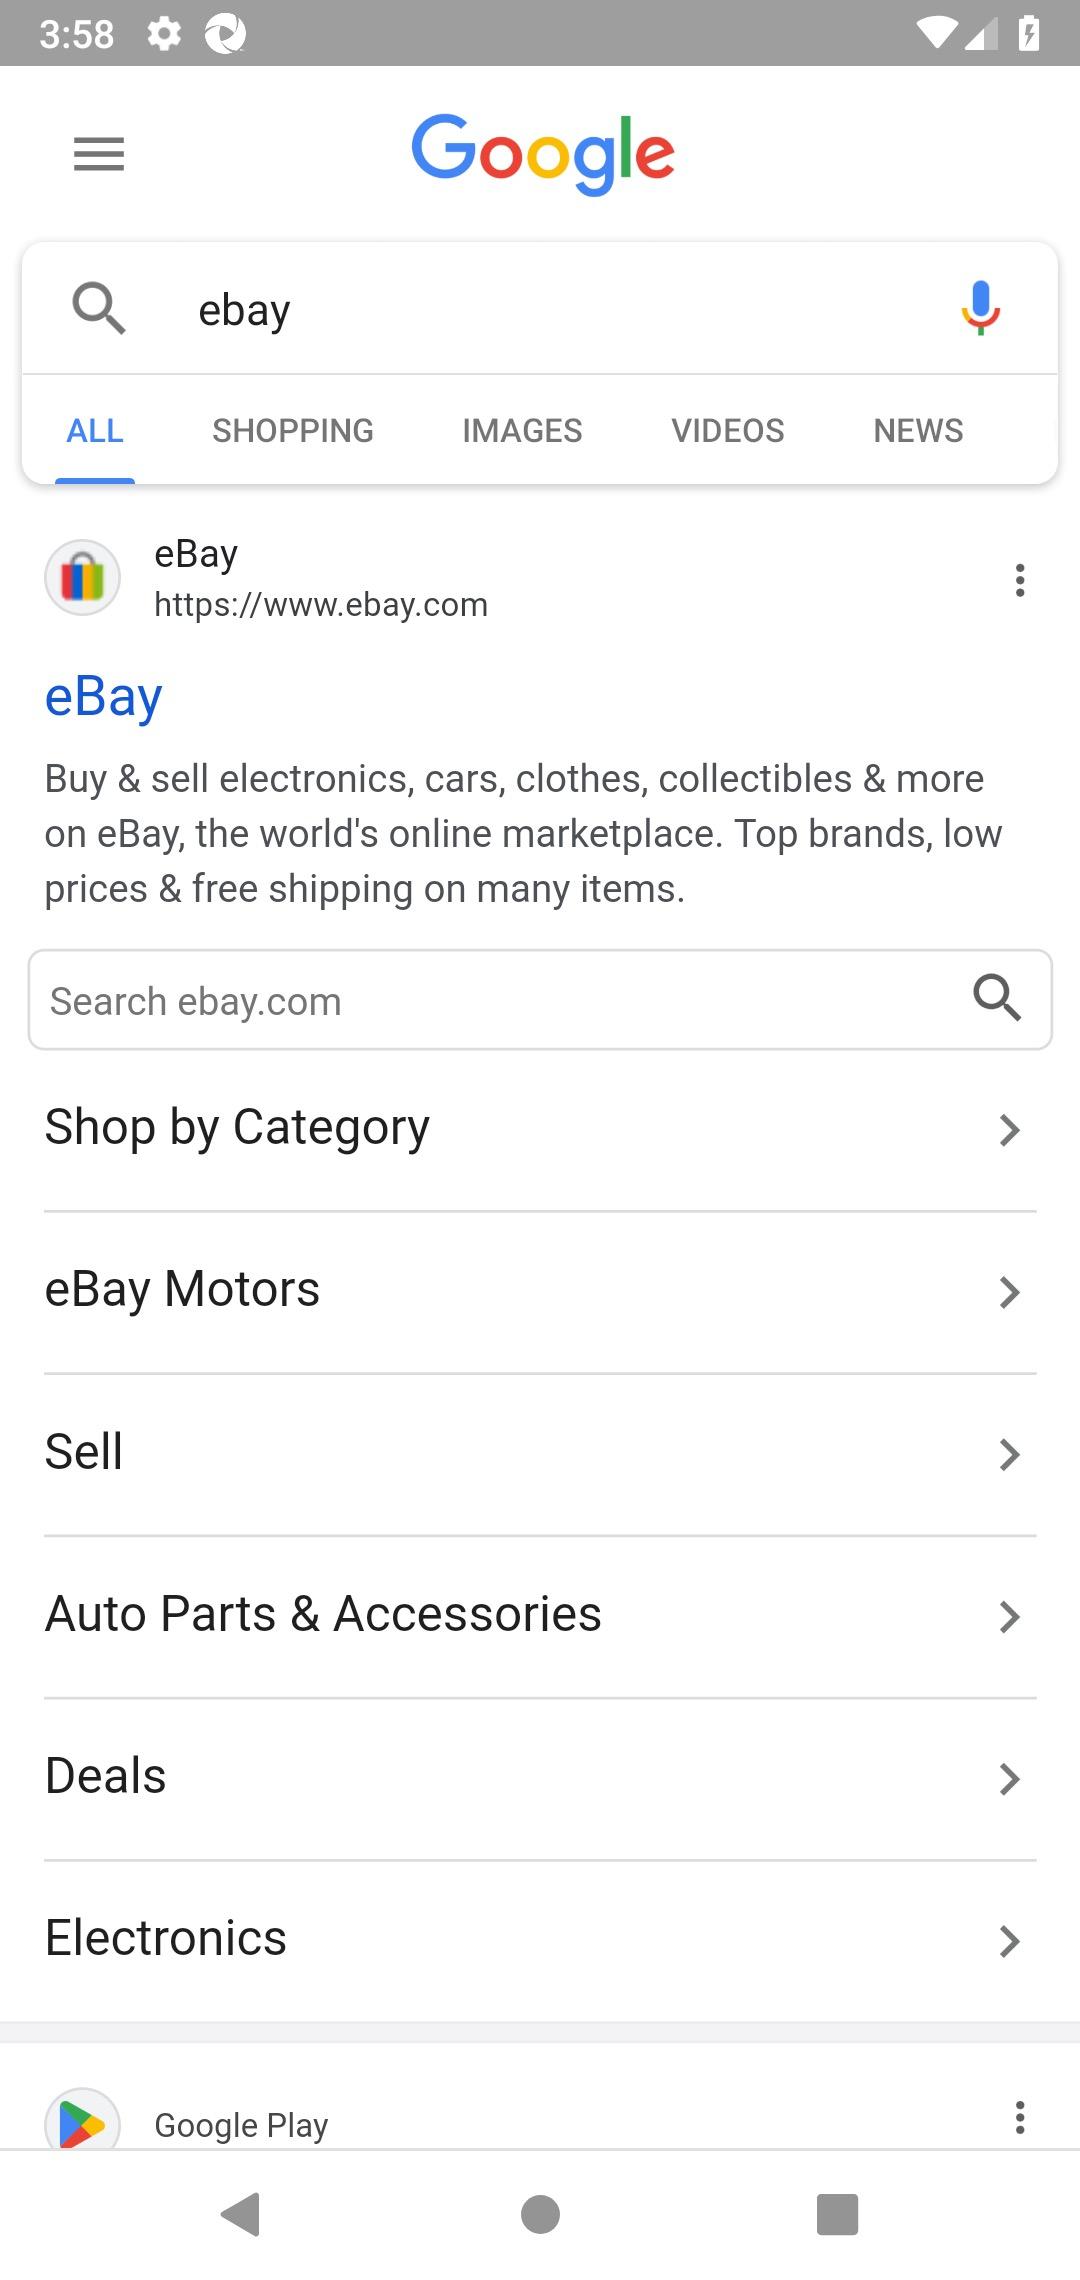 3:58
Google
ebay
ALL SHOPPING IMAGES VIDEOS NEWS
eBay
https://www.ebay.com
eBay
Buy & sell electronics, cars, clothes, collectibles & more
on eBay, the world's online marketplace. Top brands, low
prices & free shipping on many items.
Search ebay.com
Shop by Category
eBay Motors
Sell
Auto Parts & Accessories
Deals
Electronics
Google Play